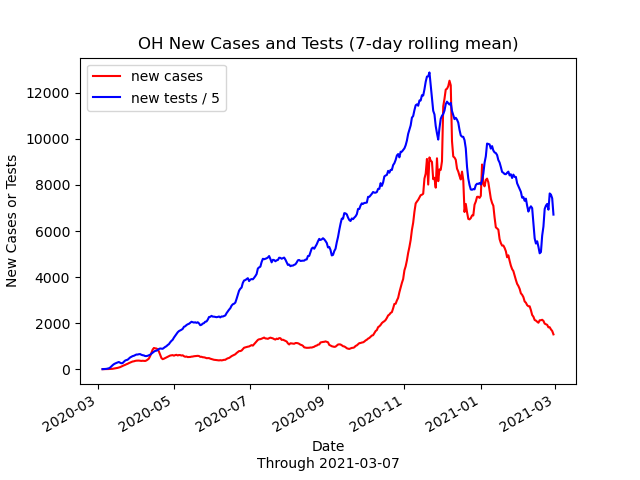 OH New Cases and Tests (7-day rolling mean)
new cases
new tests / 5
New Cases or Tests
12000
10000
8000
6000
4000
2000
0
2020-03
2020-05
2020-07
2020-09
2020-11
2021-01
2021-03
Date
Through 2021-03-07